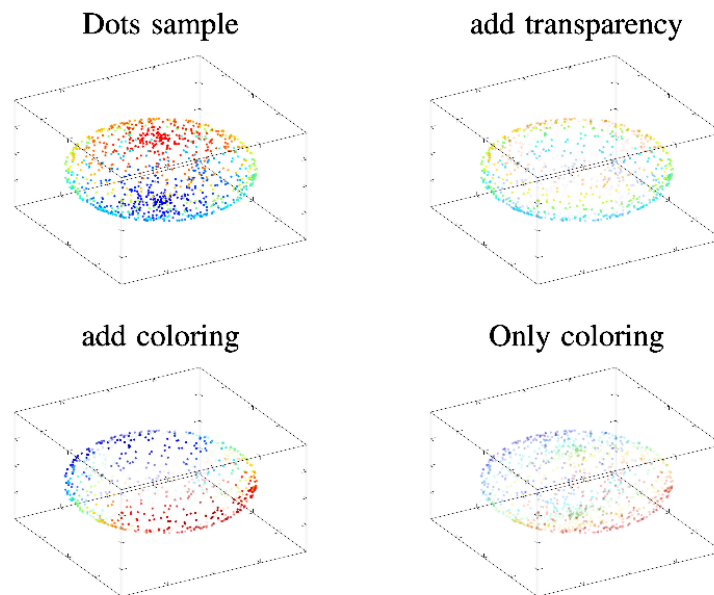 Dots sample
add transparency
add coloring
Only coloring